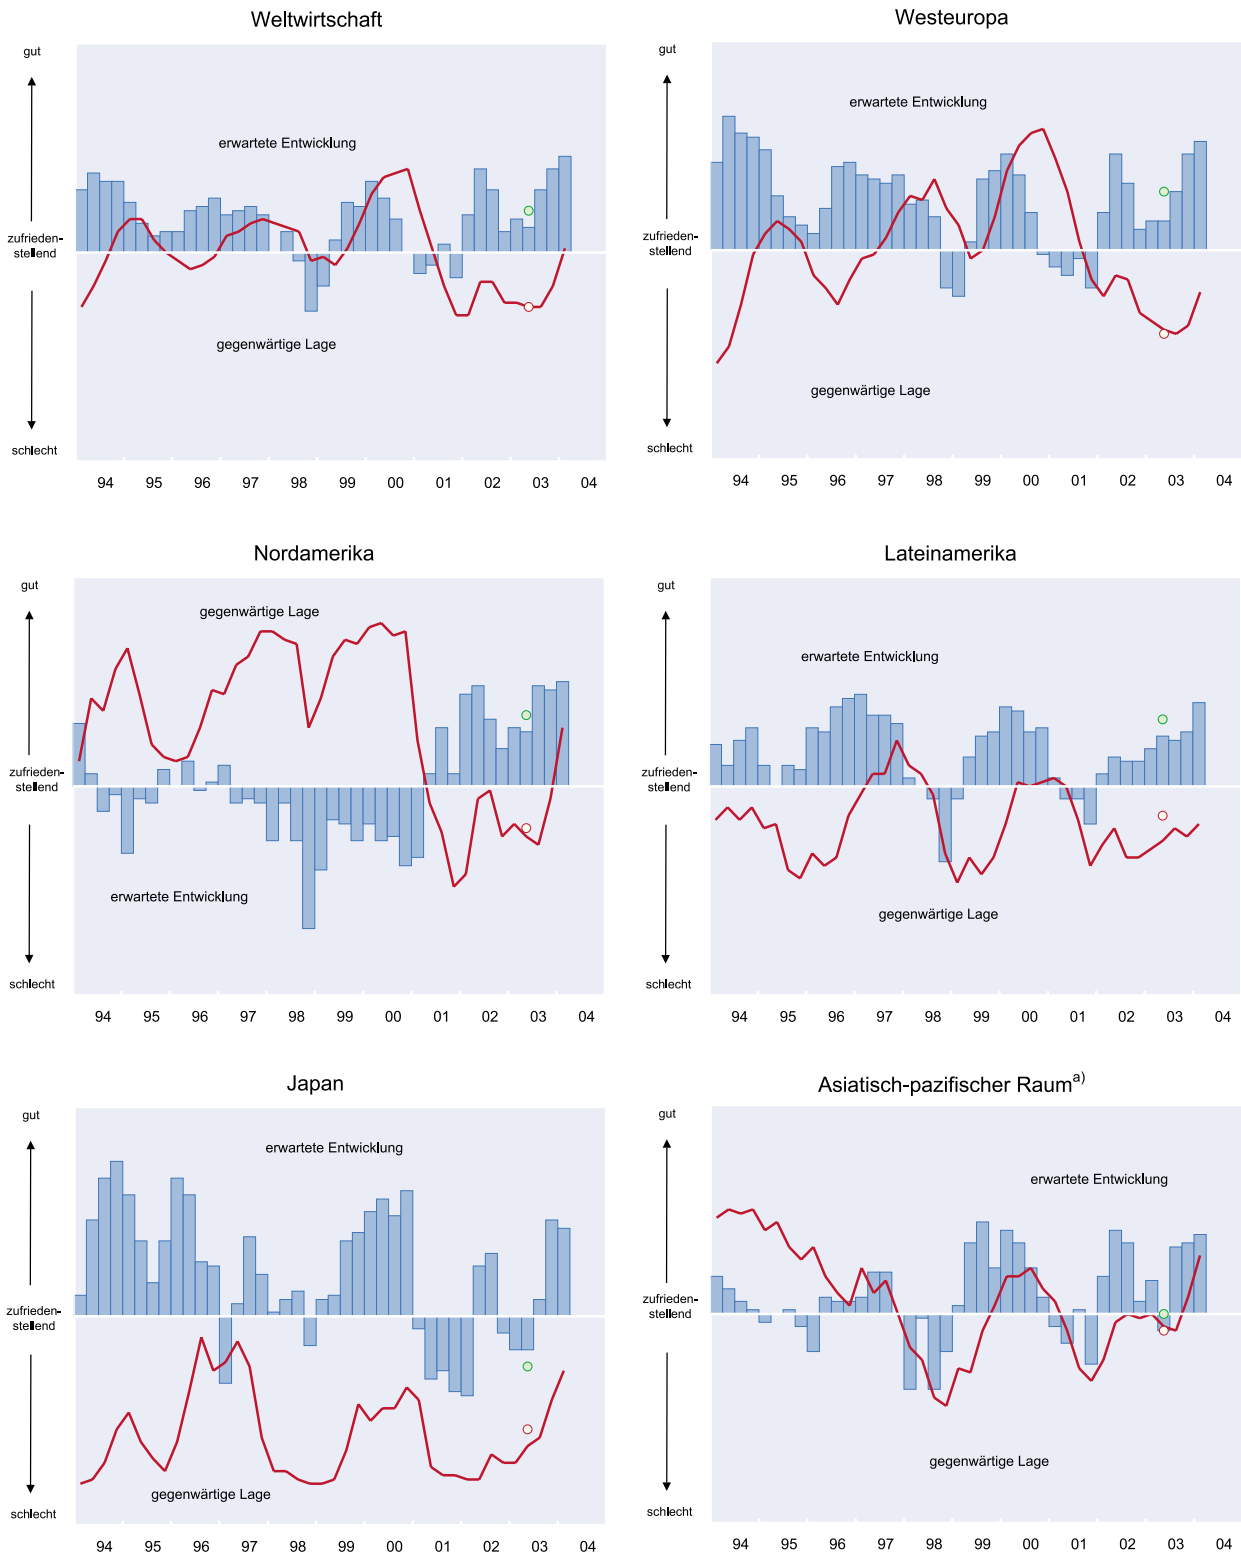 Weltwirtschaft
gut
erwartete Entwicklung
zufrieden-
stellend
gegenwärtige Lage
schlecht
94 95 96 97 98 99 00 01 02 03 04
Westeuropa
gut
erwartete Entwicklung
zufrieden-
stellend
gegenwärtige Lage
schlecht
94 95 96 97 98 99 00 01 02 03 04
Nordamerika
gut
gegenwärtige Lage
zufrieden-
stellend
erwartete Entwicklung
schlecht
94 95 96 97 98 99 00 01 02 03 04
Lateinamerika
gut
erwartete Entwicklung
zufrieden-
stellend
gegenwärtige Lage
schlecht
94 95 96 97 98 99 00 01 02 03 04
Japan
gut
erwartete Entwicklung
zufrieden-
stellend
gegenwärtige Lage
schlecht
94 95 96 97 98 99 00 01 02 03 04
Asiatisch-pazifischer Raum a)
gut
erwartete Entwicklung
zufrieden-
stellend
gegenwärtige Lage
schlecht
94 95 96 97 98 99 00 01 02 03 04